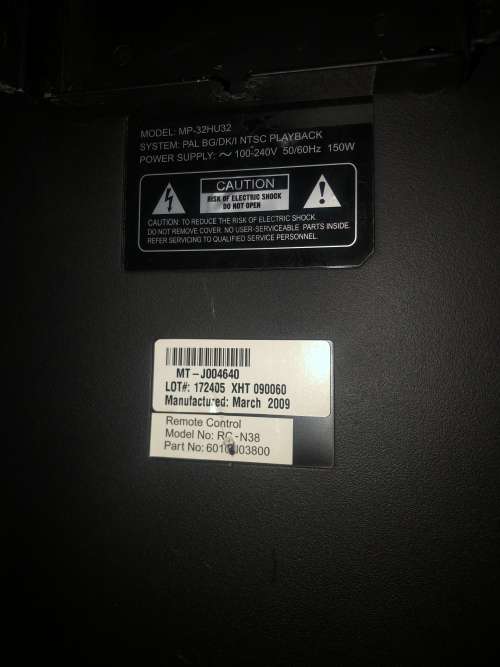 MODEL: MP-32HU32
SYSTEM: PAL BG/DK/I NTSC PLAYBACK
POWER SUPPLY: ～ 100-240V 50/60Hz 150W
CAUTION
RISK OF ELECTRIC SHOCK
DO NOT OPEN
CAUTION: TO REDUCE THE RISK OF ELECTRIC SHOCK
DO NOT REMOVE COVER. NO USER-SERVICEABLE PARTS INSIDE.
REFER SERVICING TO QUALIFIED SERVICE PERSONNEL.
MT-J004640
LOT#: 172405 XHT 090060
Manufactured: March 2009
Remote Control
Model No: RC-N38
Part No: